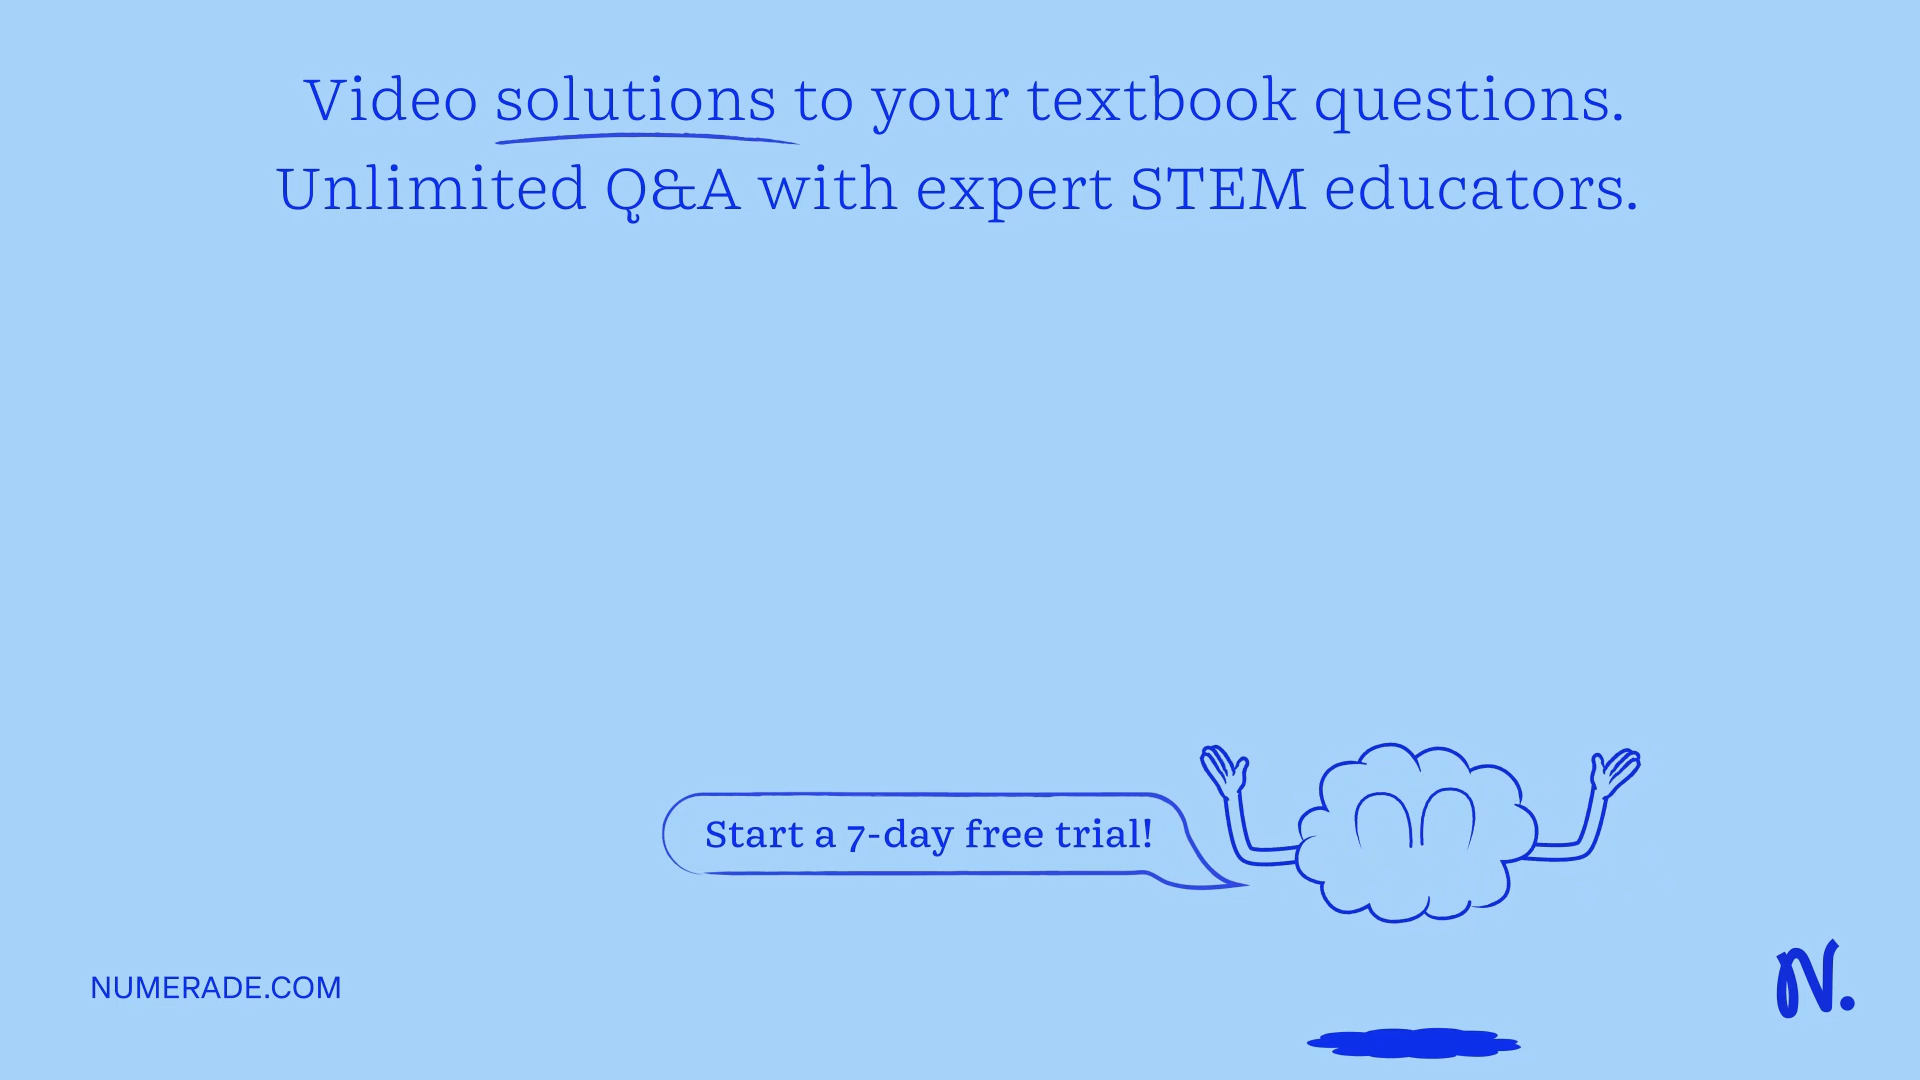 Video solutions to your textbook questions.
Unlimited Q&A with expert STEM educators.
Start a 7-day free trial!
NUMERADE.COM
N.